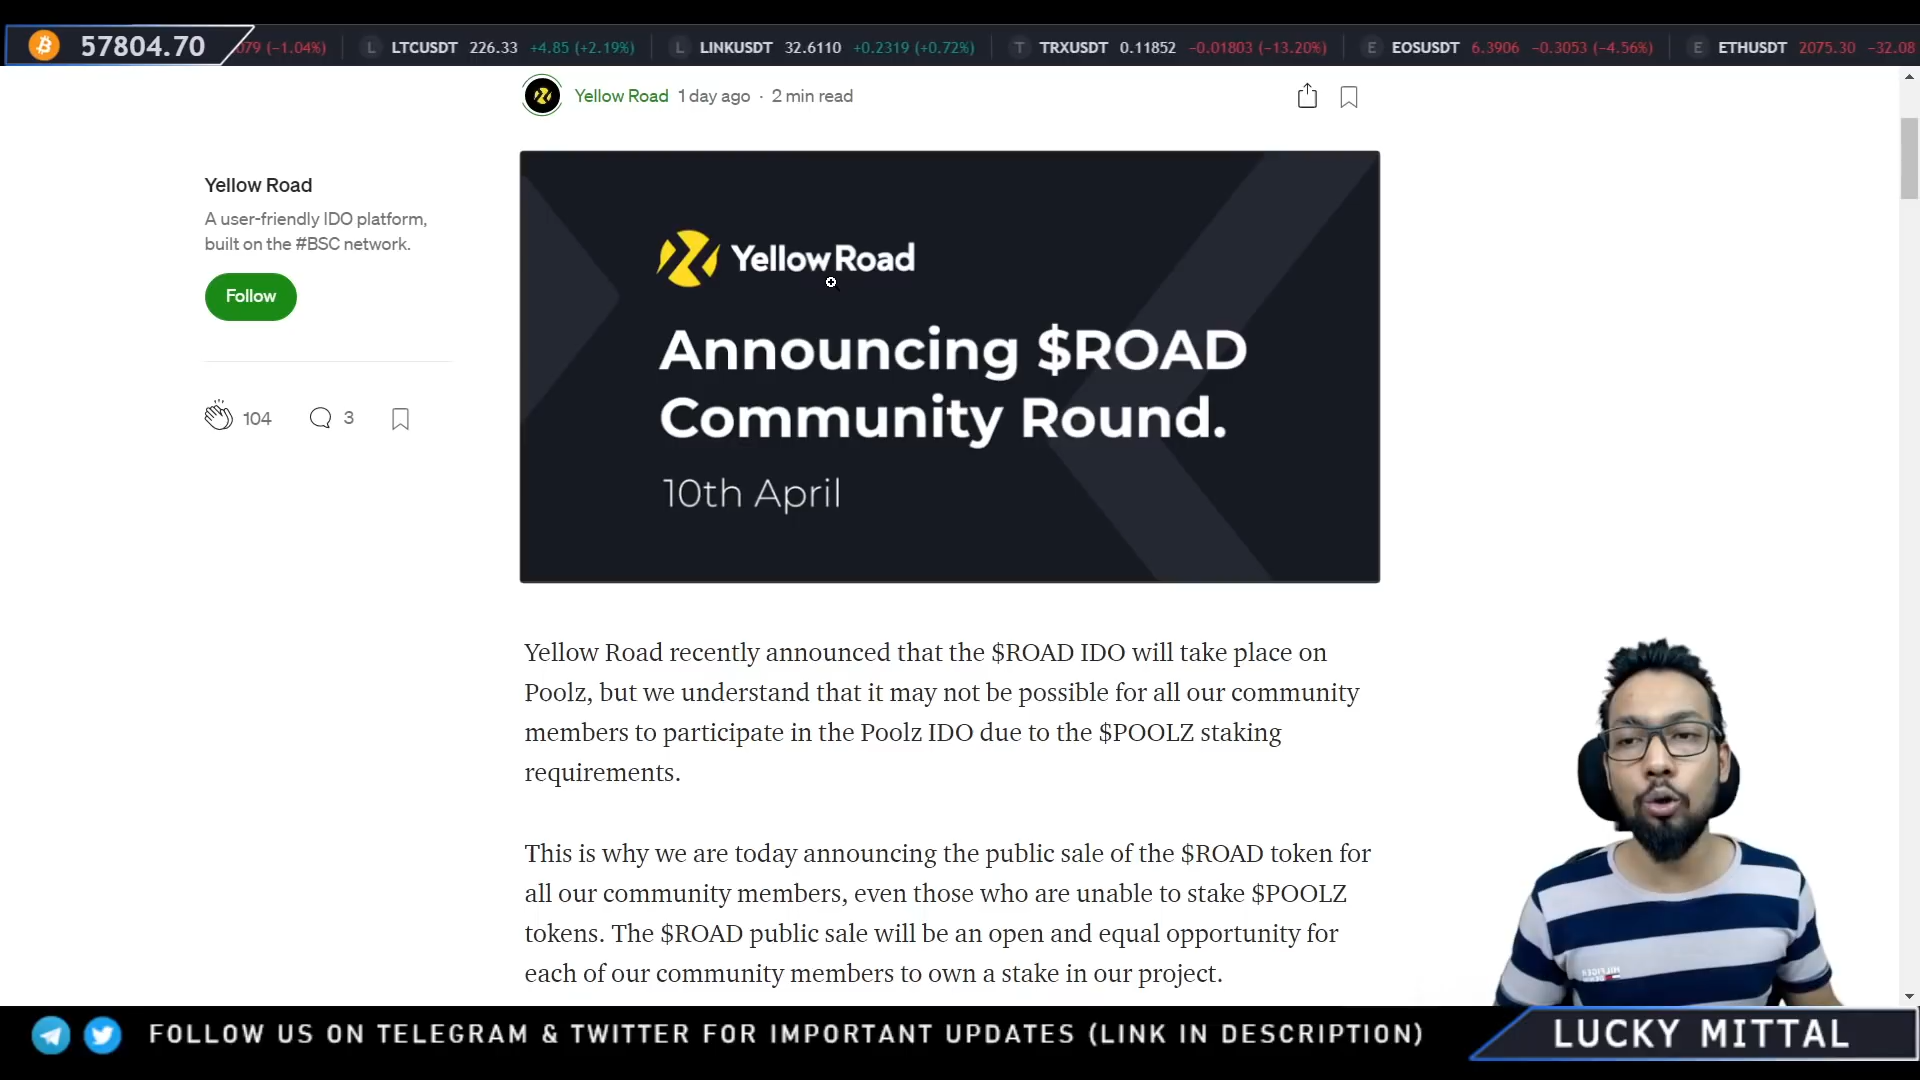 57804.70 079 (−1.04%) L LTCUSDT 226.33 +4.85 (+2.19%) L LINKUSDT 32.6110 +0.2319 (+0.72%) T TRXUSDT 0.11852 −0.01803 (−13.20%) E EOSUSDT 6.3906 −0.3053 (−4.56%) E ETHUSDT 2075.30 −32.08
Yellow Road 1 day ago · 2 min read
Yellow Road
A user-friendly IDO platform,
built on the #BSC network.
Follow
104 3
YellowRoad
Announcing $ROAD
Community Round.
10th April
Yellow Road recently announced that the $ROAD IDO will take place on
Poolz, but we understand that it may not be possible for all our community
members to participate in the Poolz IDO due to the $POOLZ staking
requirements.
This is why we are today announcing the public sale of the $ROAD token for
all our community members, even those who are unable to stake $POOLZ
tokens. The $ROAD public sale will be an open and equal opportunity for
each of our community members to own a stake in our project.
FOLLOW US ON TELEGRAM & TWITTER FOR IMPORTANT UPDATES (LINK IN DESCRIPTION)
LUCKY MITTAL